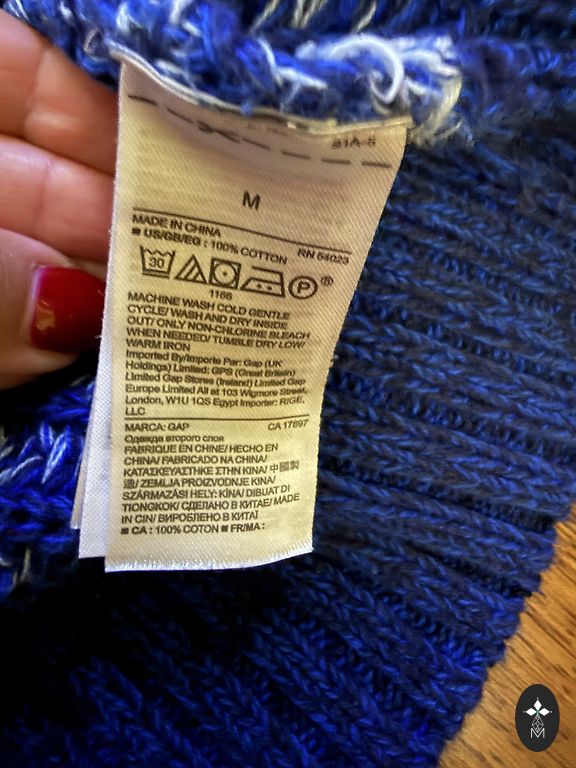 a1A-5
M
MADE IN CHINA
RN 54023
■ US/GB/EG : 100% COTTON
30
P
®
1166
MACHINE WASH COLD GENTLE
CYCLE/ WASH AND DRY INSIDE
OUT/ ONLY NON-CHLORINE BLEACH
WHEN NEEDED/ TUMBLE DRY LOW/
WARM IRON
Imported By/Importe Par: Gap (UK
Holdings) Limited: GPS (Great Britain)
Limited Gap Stores (Ireland) Limited Gap
Europe Limited All at 103 Wigmore Street,
London, W1U 1QS Egypt Importer: RIGE,
LLC
MARCA: GAP CA 17897
Одежда второго слоя
FABRIQUE EN CHINE/ HECHO EN
CHINA/ FABRICADO NA CHINA/
ΚΑΤΑΣΚΕΥΑΣΤΗΚΕ ΣΤΗΝ ΚΙΝΑ/ 中國製
造/ ZEMLJA PROIZVODNJE KINA/
SZÁRMAZÁSI HELY: KÍNA/ DIBUAT DI
TIONGKOK/ СДЕЛАНО В КИТАЕ/ MADE
IN CIN/ ВИРОБЛЕНО В КИТАЇ
■ CA : 100% COTON ■ FR/MA :
M